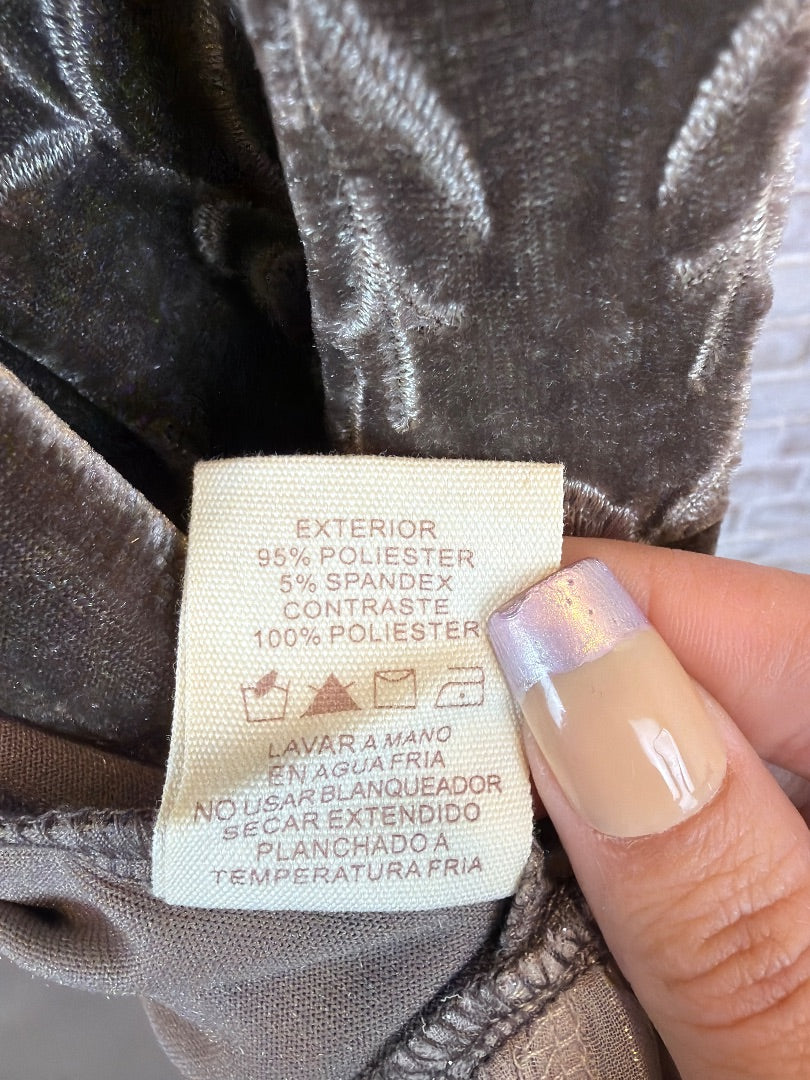 EXTERIOR
95% POLIESTER
5% SPANDEX
CONTRASTE
100% POLIESTER
LAVAR A MANO
EN AGUA FRIA
NO USAR BLANQUEADOR
SECAR EXTENDIDO
PLANCHADO A
TEMPERATURA FRIA